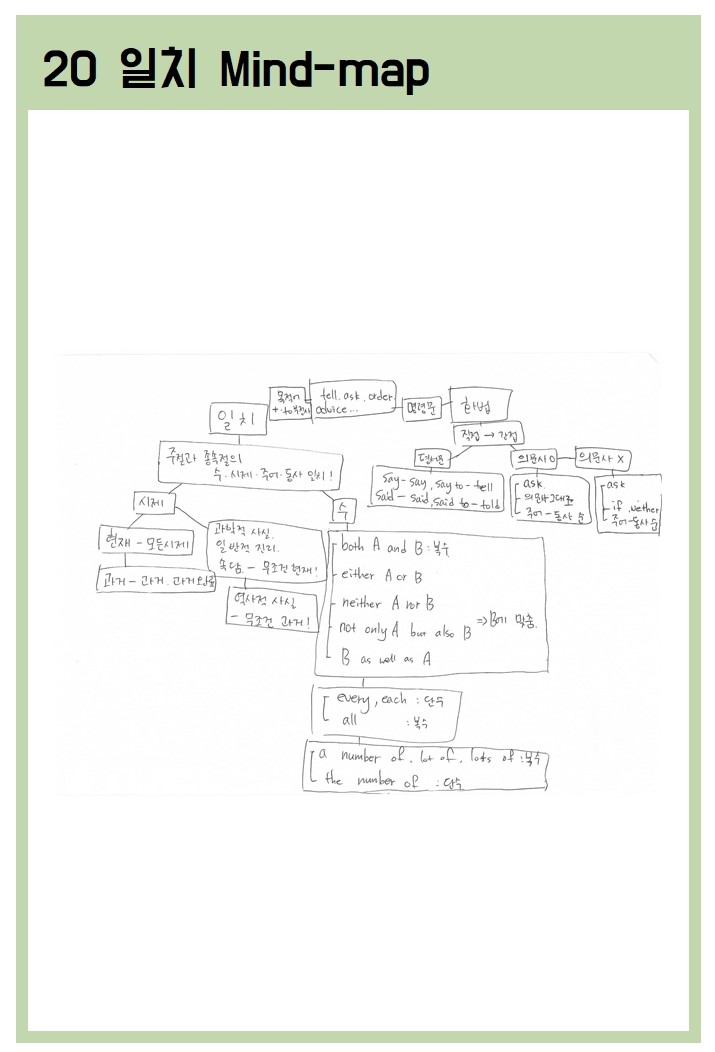 20 일치 Mind-map
일치
주절과 종속절의
수·시제·주어·동사 일치!
시제
현재 - 모든시제
과거 - 과거. 과거완료
과학적 사실.
일반적 진리.
속담. - 무조건 현재!
역사적 사실
- 무조건 과거!
수
both A and B : 복수
either A or B
neither A nor B
not only A but also B
B as well as A
=> B에 맞춤.
every, each : 단수
all : 복수
a number of. lot of. lots of : 복수
the number of : 단수
화법
명령문
tell. ask. order.
advice...
목적어
+ to부정사
직접 → 간접
평서문
say - say, say to - tell
said - said, said to - told
의문사 O
ask
의문사 그대로
주어-동사 순
의문사 X
ask
if. wether
주어-동사 순